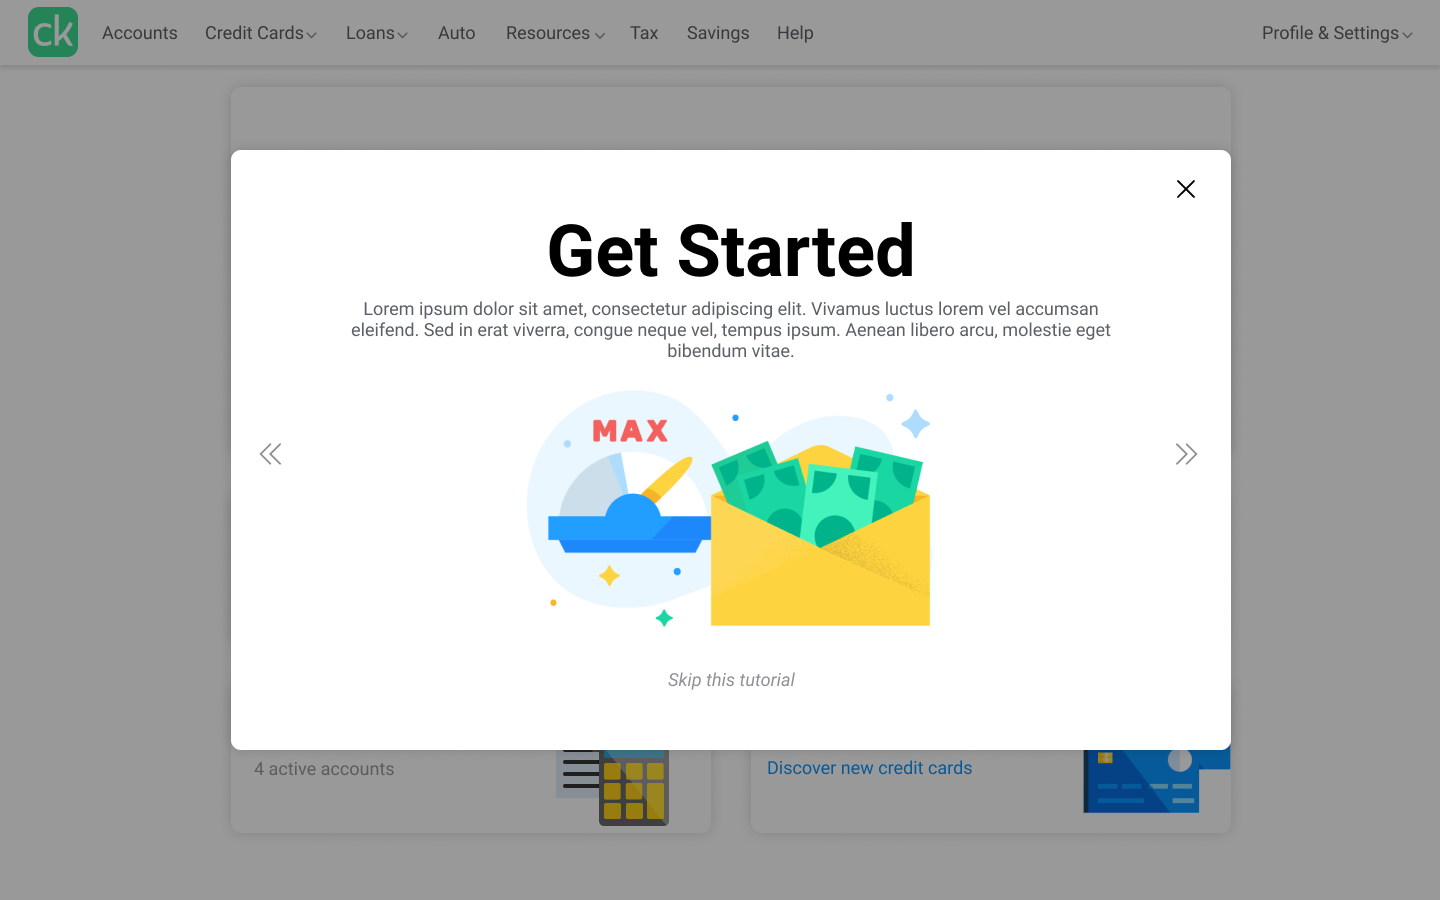 ck
Accounts
Credit Cards
Loans
Auto
Resources
Tax
Savings
Help
Profile & Settings
Get Started
Lorem ipsum dolor sit amet, consectetur adipiscing elit. Vivamus luctus lorem vel accumsan
eleifend. Sed in erat viverra, congue neque vel, tempus ipsum. Aenean libero arcu, molestie eget
bibendum vitae.
MAX
Skip this tutorial
4 active accounts
Discover new credit cards